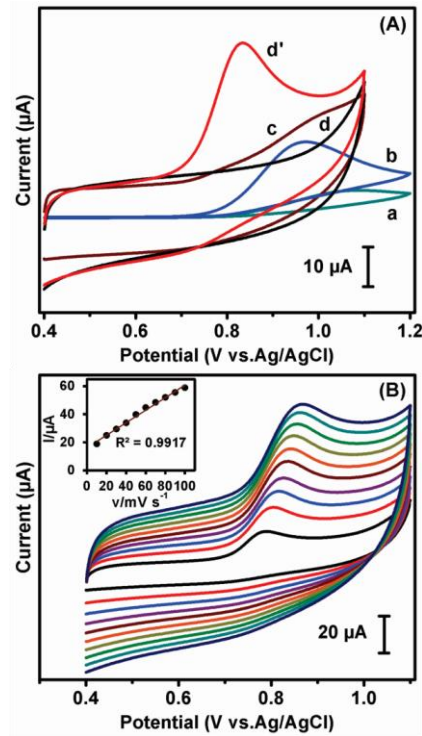 (A)
d'
c
d
b
a
Current (μA)
10 μA
0.4 0.6 0.8 1.0 1.2
Potential (V vs.Ag/AgCl)
(B)
60
40
20
0
I/μA
R² = 0.9917
0 20 40 60 80 100
v/mV s⁻¹
Current (μA)
20 μA
0.4 0.6 0.8 1.0
Potential (V vs.Ag/AgCl)